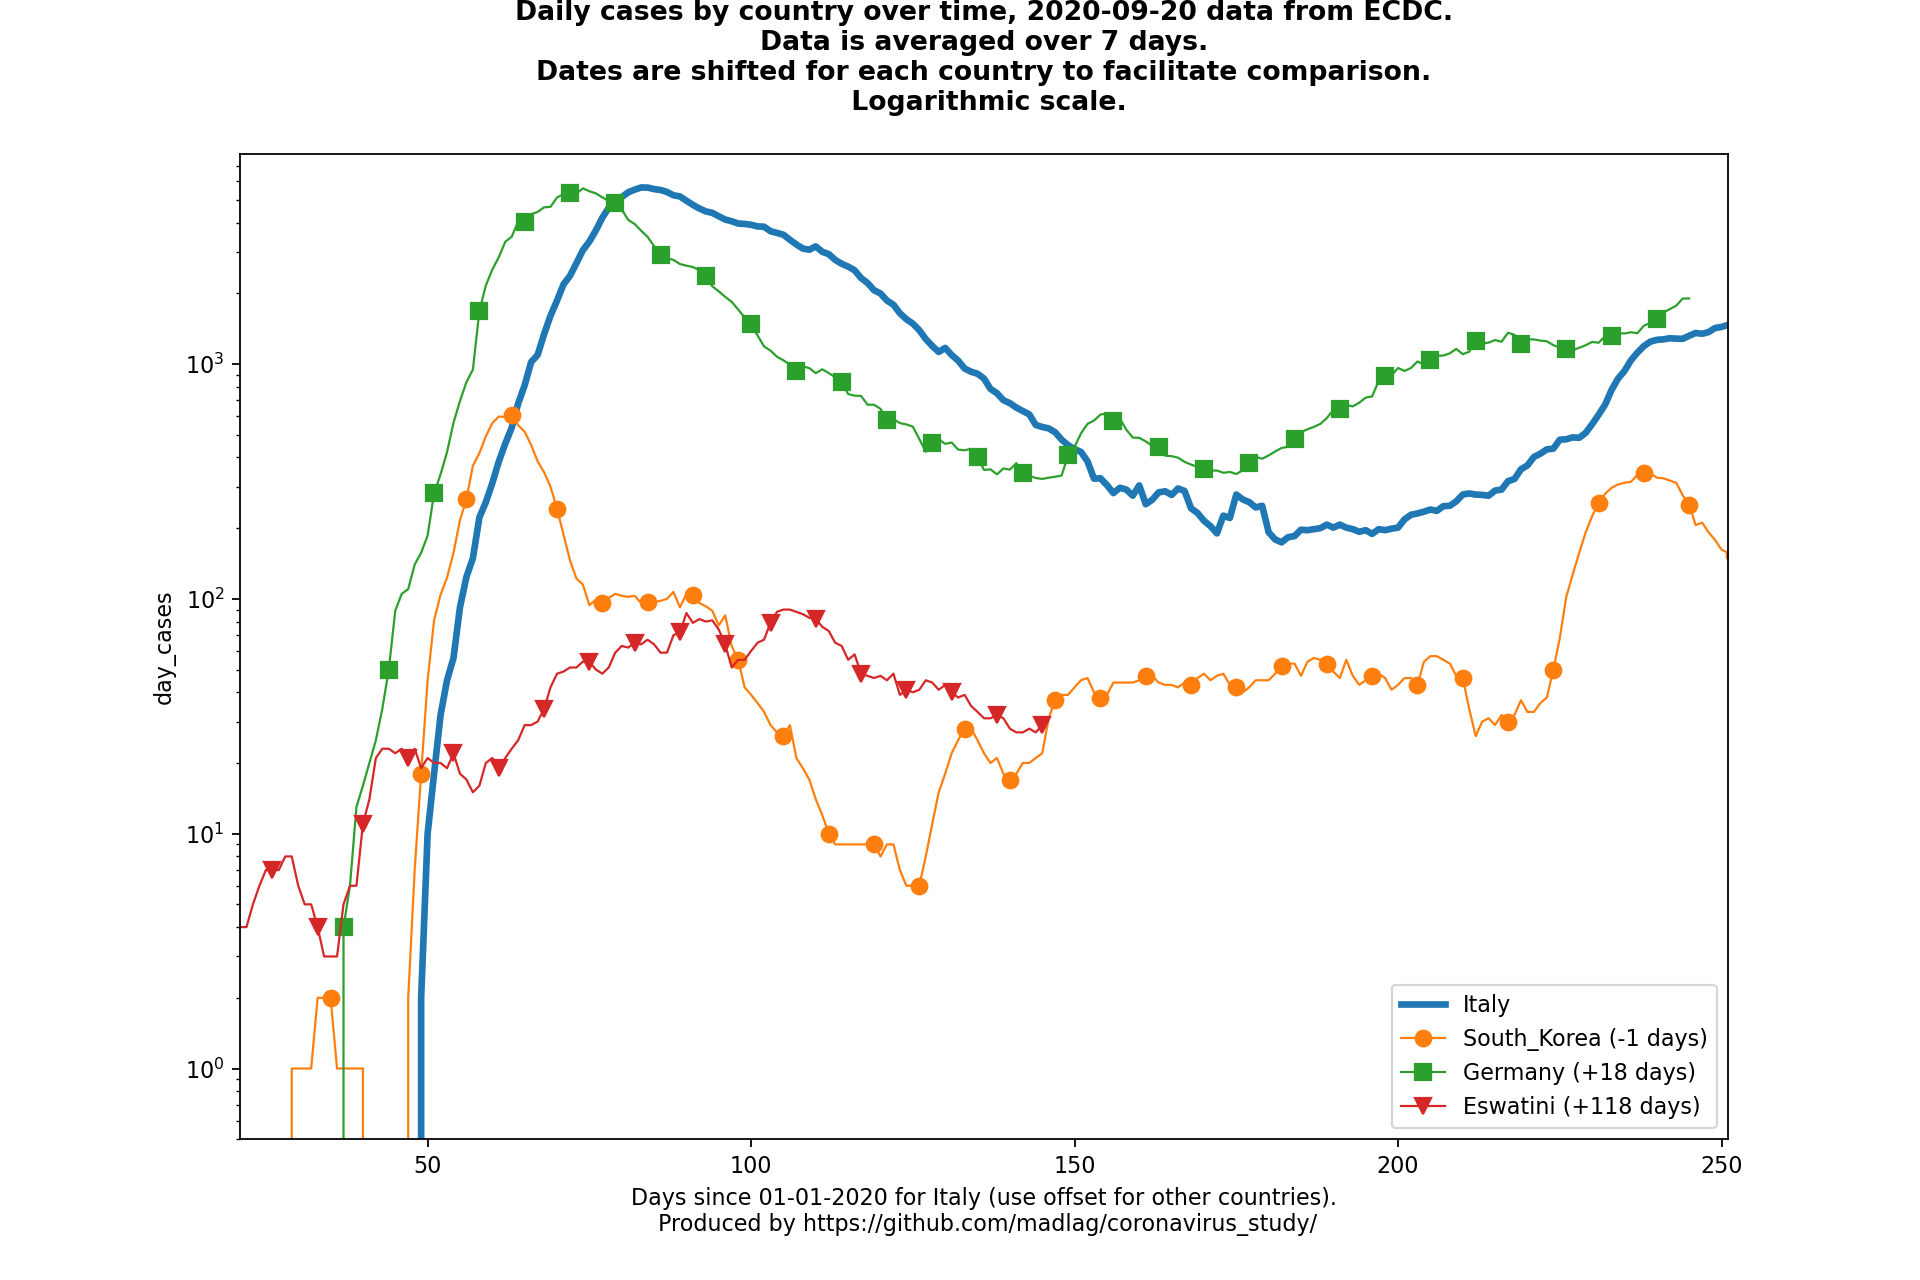 Daily cases by country over time, 2020-09-20 data from ECDC.
Data is averaged over 7 days.
Dates are shifted for each country to facilitate comparison.
Logarithmic scale.
day_cases
10³
10²
10¹
10⁰
50 100 150 200 250
Italy
South_Korea (-1 days)
Germany (+18 days)
Eswatini (+118 days)
Days since 01-01-2020 for Italy (use offset for other countries).
Produced by https://github.com/madlag/coronavirus_study/